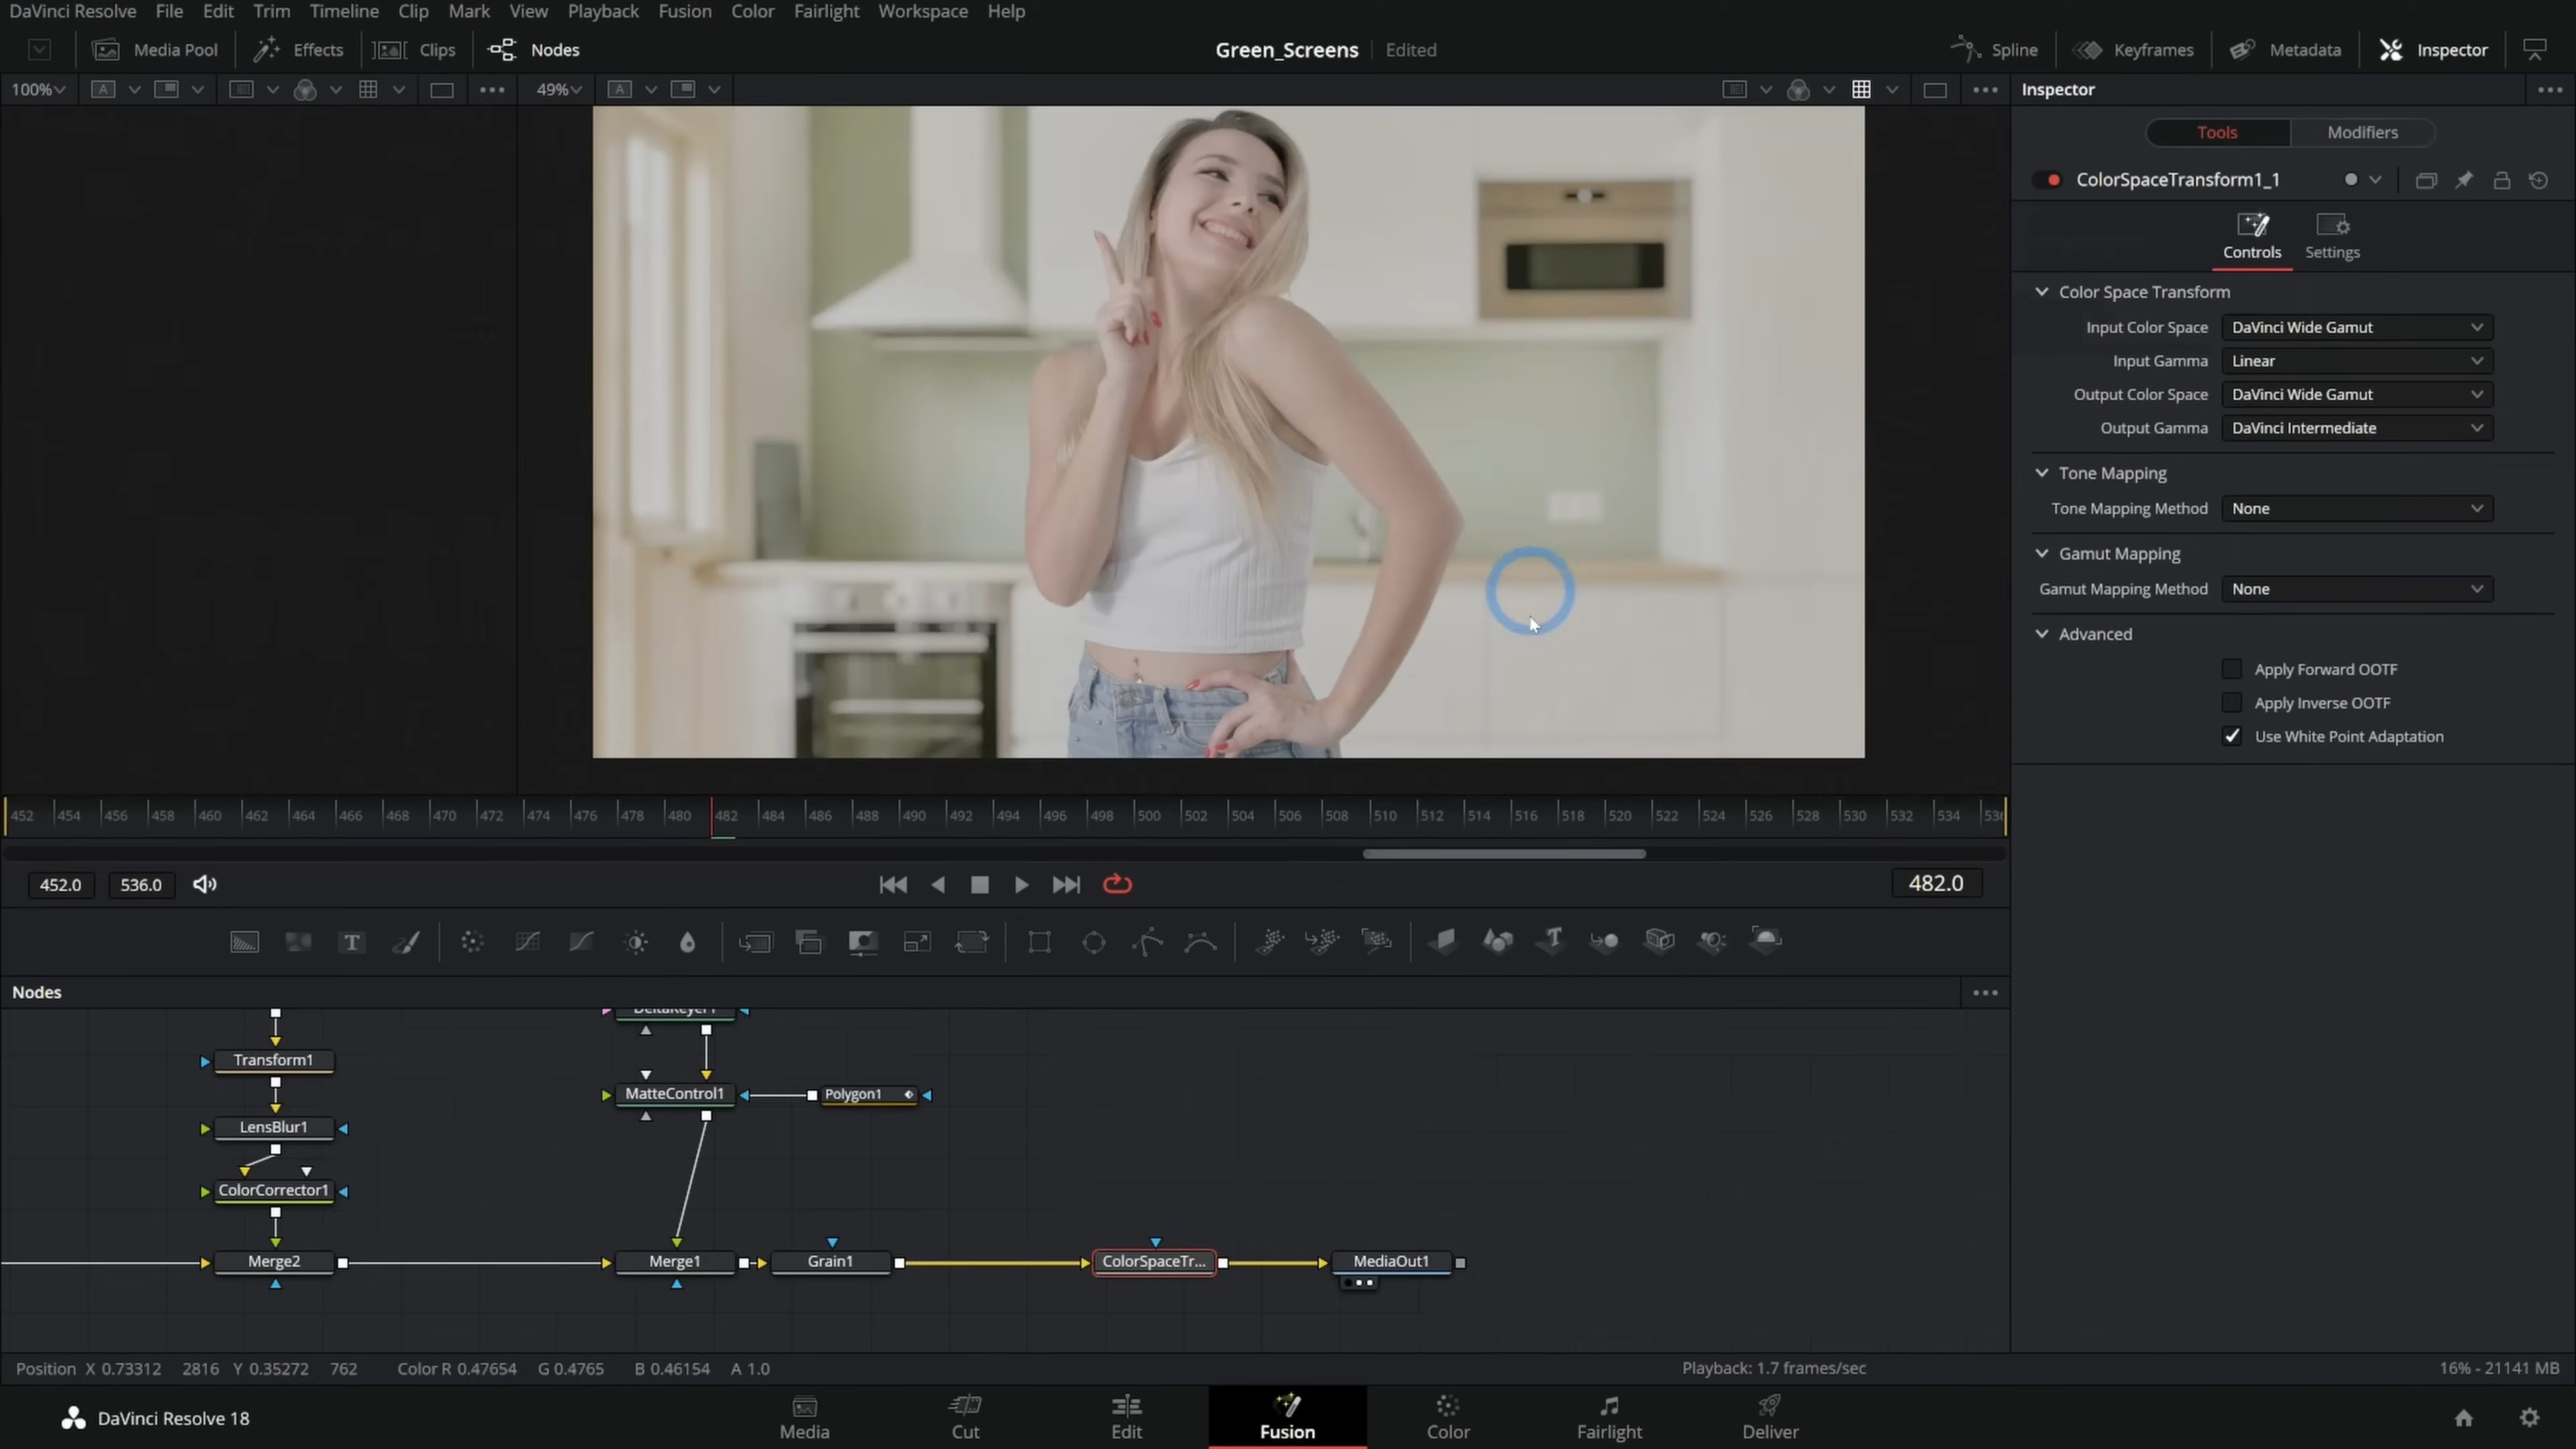 DaVinci Resolve File Edit Trim Timeline Clip Mark View Playback Fusion Color Fairlight Workspace Help
Media Pool Effects Clips Nodes Green_Screens Edited Spline Keyframes Metadata Inspector
100% A 49% A Inspector
Tools Modifiers
ColorSpaceTransform1_1
Controls Settings
Color Space Transform
Input Color Space DaVinci Wide Gamut
Input Gamma Linear
Output Color Space DaVinci Wide Gamut
Output Gamma DaVinci Intermediate
Tone Mapping
Tone Mapping Method None
Gamut Mapping
Gamut Mapping Method None
Advanced
Apply Forward OOTF
Apply Inverse OOTF
Use White Point Adaptation
452 454 456 458 460 462 464 466 468 470 472 474 476 478 480 482 484 486 488 490 492 494 496 498 500 502 504 506 508 510 512 514 516 518 520 522 524 526 528 530 532 534
452.0 536.0 482.0
T
Nodes
DeltaKeyer1
Transform1
MatteControl1 Polygon1
LensBlur1
ColorCorrector1
Merge2 Merge1 Grain1 ColorSpaceTr... MediaOut1
Position X 0.73312 2816 Y 0.35272 762 Color R 0.47654 G 0.4765 B 0.46154 A 1.0 Playback: 1.7 frames/sec 16% - 21141 MB
DaVinci Resolve 18 Media Cut Edit Fusion Color Fairlight Deliver